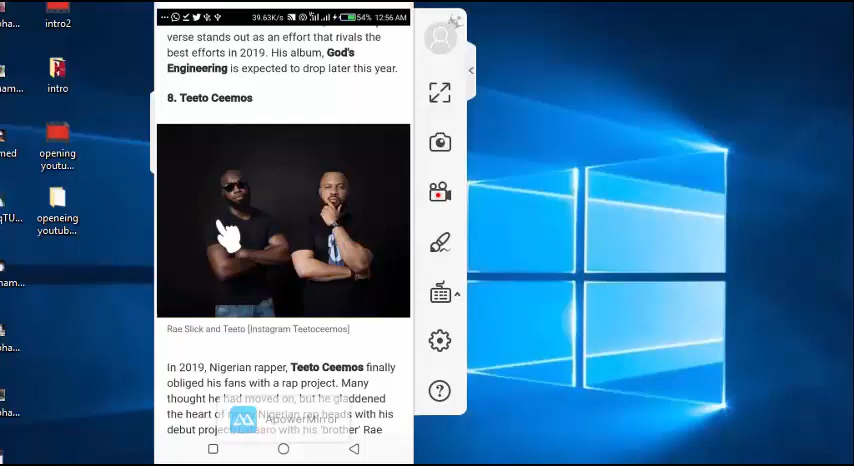 intro2
intro
opening
youtu...
openeing
youtub...
39.63K/s
54% 12:56 AM
verse stands out as an effort that rivals the
best efforts in 2019. His album, God's
Engineering is expected to drop later this year.
8. Teeto Ceemos
Rae Slick and Teeto [Instagram Teetoceemos]
In 2019, Nigerian rapper, Teeto Ceemos finally
obliged his fans with a rap project. Many
thought he had moved on, but he gladdened
the heart of Nigerian rap heads with his
debut project with his 'brother' Rae
ApowerMirror